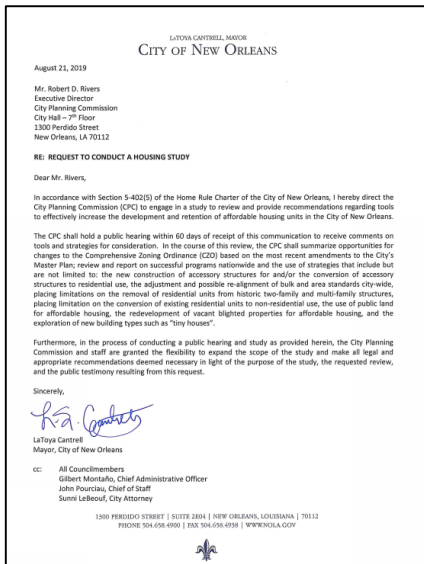 LATOYA CANTRELL, MAYOR
CITY OF NEW ORLEANS
August 21, 2019
Mr. Robert D. Rivers
Executive Director
City Planning Commission
City Hall – 7th Floor
1300 Perdido Street
New Orleans, LA 70112
RE: REQUEST TO CONDUCT A HOUSING STUDY
Dear Mr. Rivers,
In accordance with Section 5-402(5) of the Home Rule Charter of the City of New Orleans, I hereby direct the
City Planning Commission (CPC) to engage in a study to review and provide recommendations regarding tools
to effectively increase the development and retention of affordable housing units in the City of New Orleans.
The CPC shall hold a public hearing within 60 days of receipt of this communication to receive comments on
tools and strategies for consideration. In the course of this review, the CPC shall summarize opportunities for
changes to the Comprehensive Zoning Ordinance (CZO) based on the most recent amendments to the City's
Master Plan; review and report on successful programs nationwide and the use of strategies that include but
are not limited to: the new construction of accessory structures for and/or the conversion of accessory
structures to residential use, the adjustment and possible re-alignment of bulk and area standards city-wide,
placing limitations on the removal of residential units from historic two-family and multi-family structures,
placing limitation on the conversion of existing residential units to non-residential use, the use of public land
for affordable housing, the redevelopment of vacant blighted properties for affordable housing, and the
exploration of new building types such as "tiny houses".
Furthermore, in the process of conducting a public hearing and study as provided herein, the City Planning
Commission and staff are granted the flexibility to expand the scope of the study and make all legal and
appropriate recommendations deemed necessary in light of the purpose of the study, the requested review,
and the public testimony resulting from this request.
Sincerely,
L. Cantrell
LaToya Cantrell
Mayor, City of New Orleans
cc: All Councilmembers
Gilbert Montaño, Chief Administrative Officer
John Pourciau, Chief of Staff
Sunni LeBeouf, City Attorney
1300 PERDIDO STREET | SUITE 2E04 | NEW ORLEANS, LOUISIANA | 70112
PHONE 504.658.4900 | FAX 504.658.4938 | WWW.NOLA.GOV